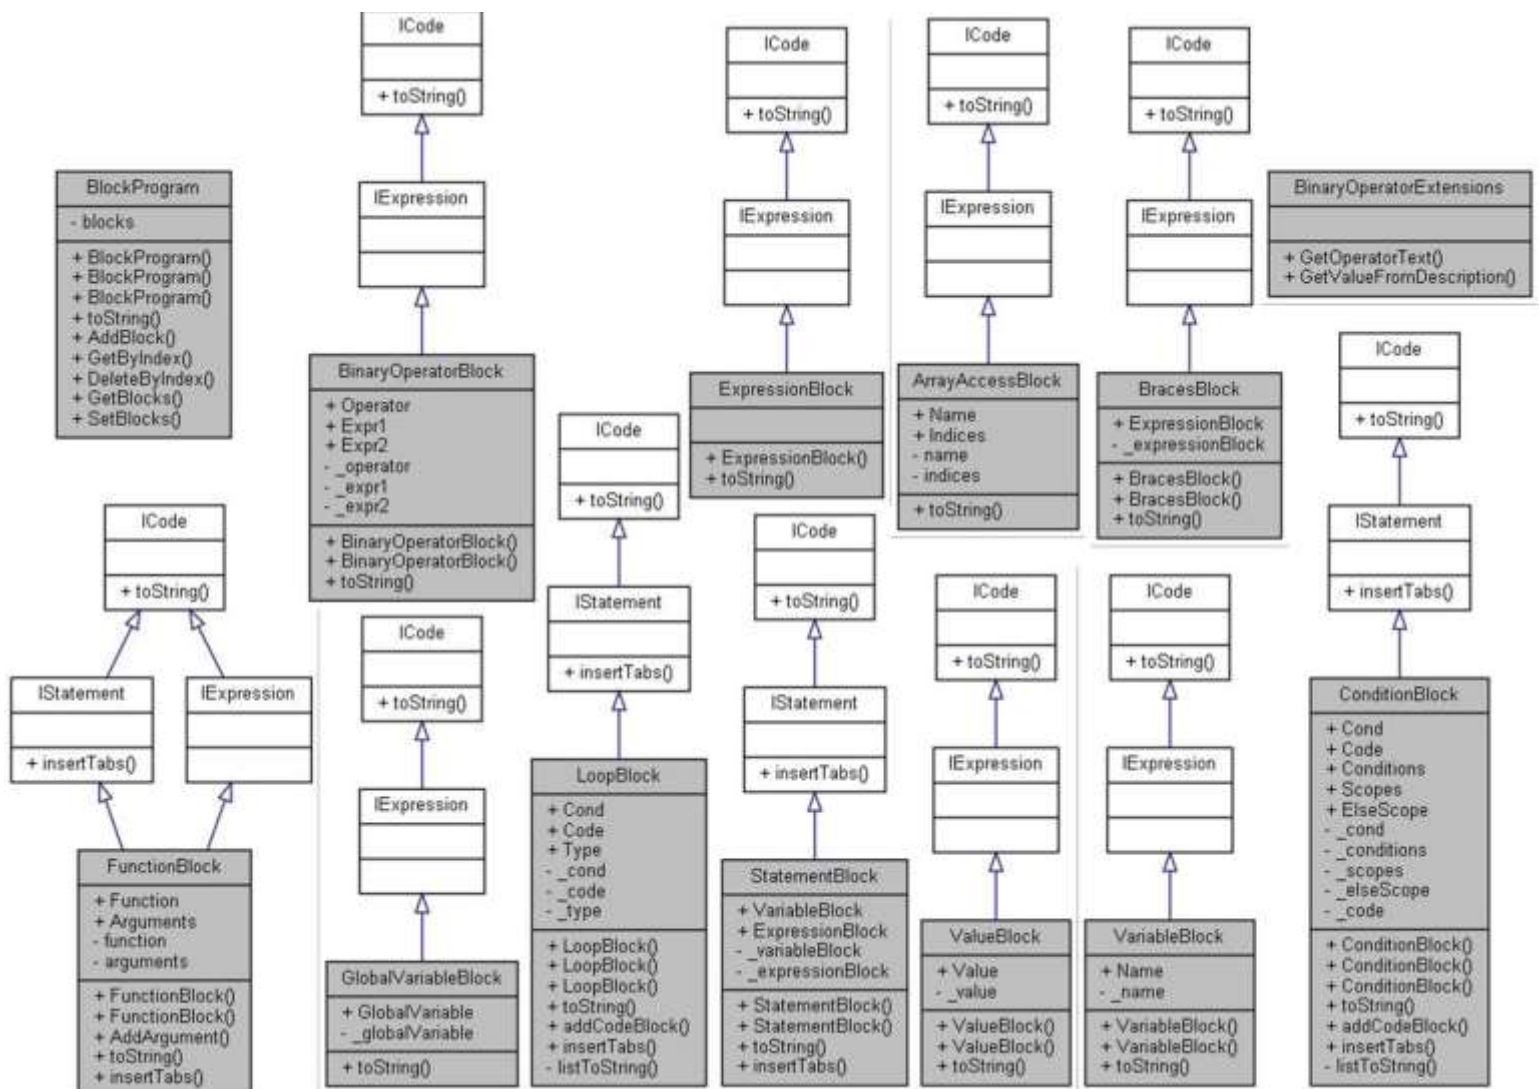 BlockProgram
- blocks
+ BlockProgram()
+ BlockProgram()
+ BlockProgram()
+ toString()
+ AddBlock()
+ GetByIndex()
+ DeleteByIndex()
+ GetBlocks()
+ SetBlocks()
ICode
+ toString()
IStatement
+ insertTabs()
IExpression
FunctionBlock
+ Function
+ Arguments
- function
- arguments
+ FunctionBlock()
+ FunctionBlock()
+ AddArgument()
+ toString()
+ insertTabs()
ICode
+ toString()
IExpression
BinaryOperatorBlock
+ Operator
+ Expr1
+ Expr2
- _operator
- _expr1
- _expr2
+ BinaryOperatorBlock()
+ BinaryOperatorBlock()
+ toString()
ICode
+ toString()
IExpression
GlobalVariableBlock
+ GlobalVariable
- _globalVariable
+ toString()
ICode
+ toString()
IStatement
+ insertTabs()
LoopBlock
+ Cond
+ Code
+ Type
- _cond
- _code
- _type
+ LoopBlock()
+ LoopBlock()
+ LoopBlock()
+ toString()
+ addCodeBlock()
+ insertTabs()
- listToString()
ICode
+ toString()
IExpression
ExpressionBlock
+ ExpressionBlock()
+ toString()
ICode
+ toString()
IStatement
+ insertTabs()
StatementBlock
+ VariableBlock
+ ExpressionBlock
- _variableBlock
- _expressionBlock
+ StatementBlock()
+ StatementBlock()
+ toString()
+ insertTabs()
ICode
+ toString()
IExpression
ArrayAccessBlock
+ Name
+ Indices
- name
- indices
+ toString()
ICode
+ toString()
IExpression
ValueBlock
+ Value
- _value
+ ValueBlock()
+ ValueBlock()
+ toString()
ICode
+ toString()
IExpression
BracesBlock
+ ExpressionBlock
- _expressionBlock
+ BracesBlock()
+ BracesBlock()
+ toString()
ICode
+ toString()
IExpression
VariableBlock
+ Name
- _name
+ VariableBlock()
+ VariableBlock()
+ toString()
BinaryOperatorExtensions
+ GetOperatorText()
+ GetValueFromDescription()
ICode
+ toString()
IStatement
+ insertTabs()
ConditionBlock
+ Cond
+ Code
+ Conditions
+ Scopes
+ ElseScope
- _cond
- _conditions
- _scopes
- _elseScope
- _code
+ ConditionBlock()
+ ConditionBlock()
+ ConditionBlock()
+ toString()
+ addCodeBlock()
+ insertTabs()
- listToString()